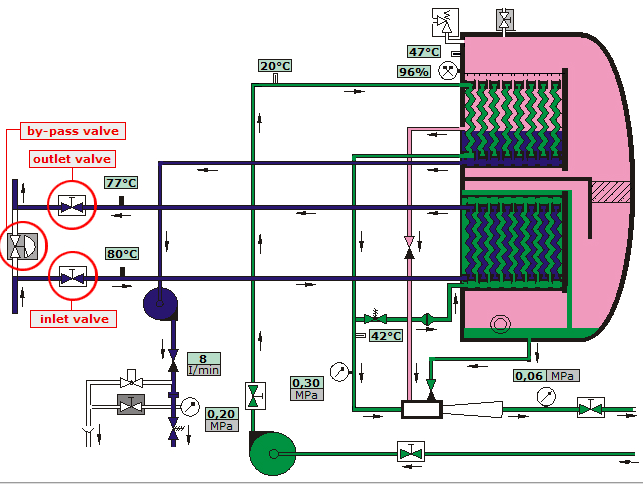 47°C
20°C
96%
by-pass valve
outlet valve
77°C
80°C
inlet valve
42°C
8
l/min
0,30
MPa
0,06 MPa
0,20
MPa